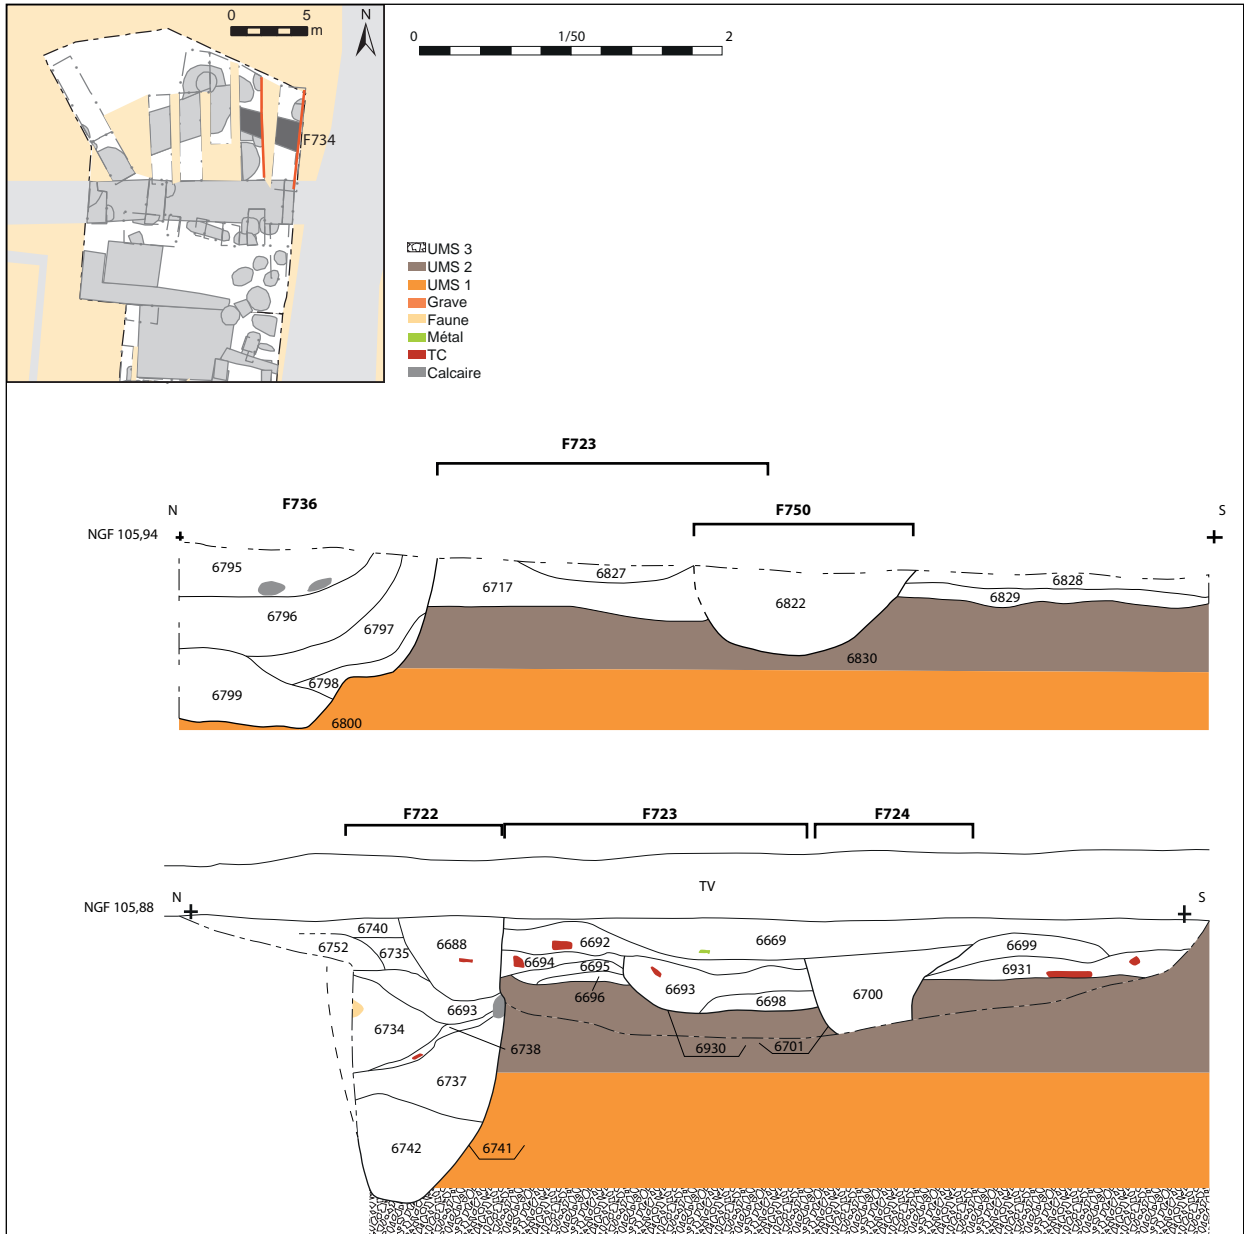 0 5
m
N
F734
0 1/50 2
UMS 3
UMS 2
UMS 1
Grave
Faune
Métal
TC
Calcaire
F723
F736
N
F750
S
NGF 105,94
6795
6827
6828
6717
6829
6822
6796
6797
6830
6798
6799
6800
F722
F723
F724
TV
N
S
NGF 105,88
6740
6752
6735
6688
6692
6669
6699
6694
6695
6931
6696
6693
6698
6700
6693
6734
6738
6930
6701
6737
6742
6741